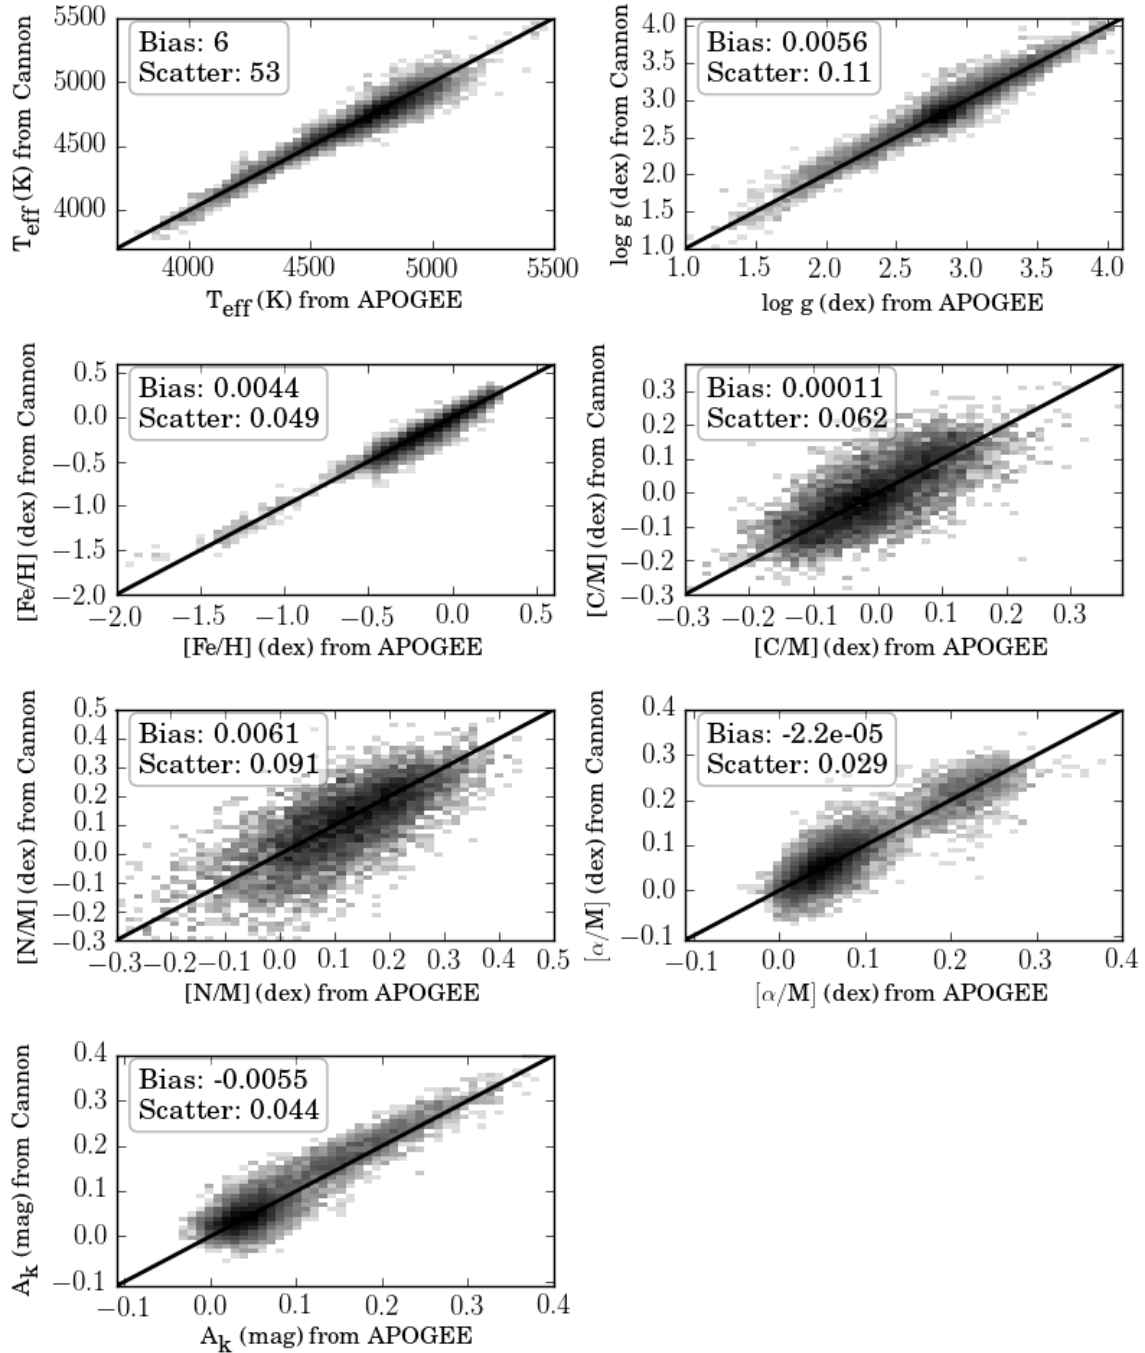 5500
5000
4500
4000
T_eff (K) from Cannon
Bias: 6
Scatter: 53
4000 4500 5000 5500
T_eff (K) from APOGEE
4.0
3.5
3.0
2.5
2.0
1.5
1.0
log g (dex) from Cannon
Bias: 0.0056
Scatter: 0.11
1.0 1.5 2.0 2.5 3.0 3.5 4.0
log g (dex) from APOGEE
0.5
0.0
−0.5
−1.0
−1.5
−2.0
[Fe/H] (dex) from Cannon
Bias: 0.0044
Scatter: 0.049
−2.0 −1.5 −1.0 −0.5 0.0 0.5
[Fe/H] (dex) from APOGEE
0.3
0.2
0.1
0.0
−0.1
−0.2
−0.3
[C/M] (dex) from Cannon
Bias: 0.00011
Scatter: 0.062
−0.3 −0.2 −0.1 0.0 0.1 0.2 0.3
[C/M] (dex) from APOGEE
0.5
0.4
0.3
0.2
0.1
0.0
−0.1
−0.2
−0.3
[N/M] (dex) from Cannon
Bias: 0.0061
Scatter: 0.091
−0.3 −0.2 −0.1 0.0 0.1 0.2 0.3 0.4 0.5
[N/M] (dex) from APOGEE
0.4
0.3
0.2
0.1
0.0
−0.1
[α/M] (dex) from Cannon
Bias: -2.2e-05
Scatter: 0.029
−0.1 0.0 0.1 0.2 0.3 0.4
[α/M] (dex) from APOGEE
0.4
0.3
0.2
0.1
0.0
−0.1
A_k (mag) from Cannon
Bias: -0.0055
Scatter: 0.044
−0.1 0.0 0.1 0.2 0.3 0.4
A_k (mag) from APOGEE